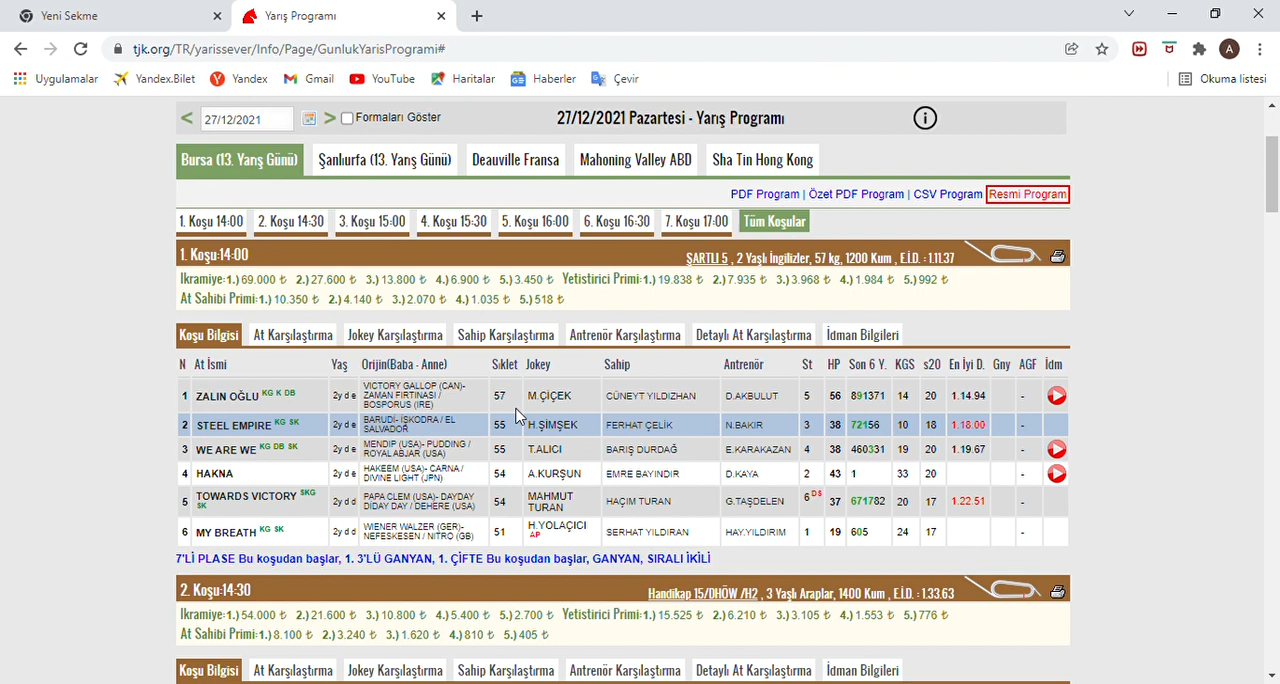 Yeni Sekme
Yarış Programı
tjk.org/TR/yarissever/Info/Page/GunlukYarisProgrami#
A
Uygulamalar Yandex.Bilet Yandex Gmail YouTube Haritalar Haberler Çevir Okuma listesi
< 27/12/2021 > Formaları Göster 27/12/2021 Pazartesi - Yarış Programı
Bursa (13. Yarış Günü) Şanlıurfa (13. Yarış Günü) Deauville Fransa Mahoning Valley ABD Sha Tin Hong Kong
PDF Program | Özet PDF Program | CSV Program Resmi Program
1. Koşu 14:00 2. Koşu 14:30 3. Koşu 15:00 4. Koşu 15:30 5. Koşu 16:00 6. Koşu 16:30 7. Koşu 17:00 Tüm Koşular
1. Koşu:14:00 ŞARTLI 5 , 2 Yaşlı İngilizler, 57 kg, 1200 Kum , E.İ.D. : 1.11.37
İkramiye:1.) 69.000 ₺ 2.) 27.600 ₺ 3.) 13.800 ₺ 4.) 6.900 ₺ 5.) 3.450 ₺ Yetistirici Primi:1.) 19.838 ₺ 2.) 7.935 ₺ 3.) 3.968 ₺ 4.) 1.984 ₺ 5.) 992 ₺
At Sahibi Primi:1.) 10.350 ₺ 2.) 4.140 ₺ 3.) 2.070 ₺ 4.) 1.035 ₺ 5.) 518 ₺
Koşu Bilgisi At Karşılaştırma Jokey Karşılaştırma Sahip Karşılaştırma Antrenör Karşılaştırma Detaylı At Karşılaştırma İdman Bilgileri
N At İsmi Yaş Orijin(Baba - Anne) Sıklet Jokey Sahip Antrenör St HP Son 6 Y. KGS s20 En İyi D. Gny AGF İdm
1 ZALIN OĞLU KG K DB 2y d e VICTORY GALLOP (CAN)- ZAMAN FIRTINASI / BOSPORUS (IRE) 57 M.ÇİÇEK CÜNEYT YILDIZHAN D.AKBULUT 5 56 891371 14 20 1.14.94 -
2 STEEL EMPIRE KG SK 2y d e BARUDİ- İSKODRA / EL SALVADOR 55 H.ŞİMŞEK FERHAT ÇELİK N.BAKIR 3 38 72156 10 18 1.18.00 -
3 WE ARE WE KG DB SK 2y d e MENDIP (USA)- PUDDING / ROYAL ABJAR (USA) 55 T.ALICI BARIŞ DURDAĞ E.KARAKAZAN 4 38 460331 19 20 1.19.67 -
4 HAKNA 2y d e HAKEEM (USA)- CARNA / DIVINE LIGHT (JPN) 54 A.KURŞUN EMRE BAYINDIR D.KAYA 2 43 1 33 20 -
5 TOWARDS VICTORY SKG SK 2y d d PAPA CLEM (USA)- DAYDAY DİDAY DAY / DEHERE (USA) 54 MAHMUT TURAN HAÇIM TURAN G.TAŞDELEN 6 DS 37 671782 20 17 1.22.51 -
6 MY BREATH KG SK 2y d d WIENER WALZER (GER)- NEFESKESEN / NITRO (GB) 51 H.YOLAÇICI AP SERHAT YILDIRAN HAY.YILDIRIM 1 19 605 24 17 -
7'Lİ PLASE Bu koşudan başlar, 1. 3'LÜ GANYAN, 1. ÇİFTE Bu koşudan başlar, GANYAN, SIRALI İKİLİ
2. Koşu:14:30 Handikap 15/DHÖW /H2 , 3 Yaşlı Araplar, 1400 Kum , E.İ.D. : 1.33.63
İkramiye:1.) 54.000 ₺ 2.) 21.600 ₺ 3.) 10.800 ₺ 4.) 5.400 ₺ 5.) 2.700 ₺ Yetistirici Primi:1.) 15.525 ₺ 2.) 6.210 ₺ 3.) 3.105 ₺ 4.) 1.553 ₺ 5.) 776 ₺
At Sahibi Primi:1.) 8.100 ₺ 2.) 3.240 ₺ 3.) 1.620 ₺ 4.) 810 ₺ 5.) 405 ₺
Koşu Bilgisi At Karşılaştırma Jokey Karşılaştırma Sahip Karşılaştırma Antrenör Karşılaştırma Detaylı At Karşılaştırma İdman Bilgileri